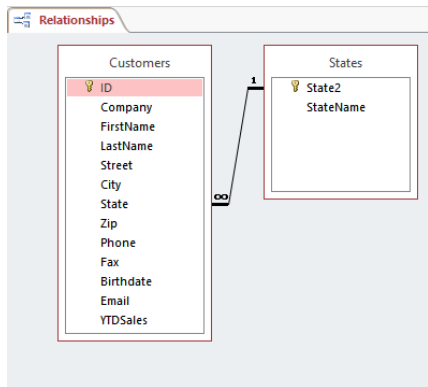 Relationships
Customers
ID
Company
FirstName
LastName
Street
City
State
Zip
Phone
Fax
Birthdate
Email
YTDSales
1
∞
States
State2
StateName